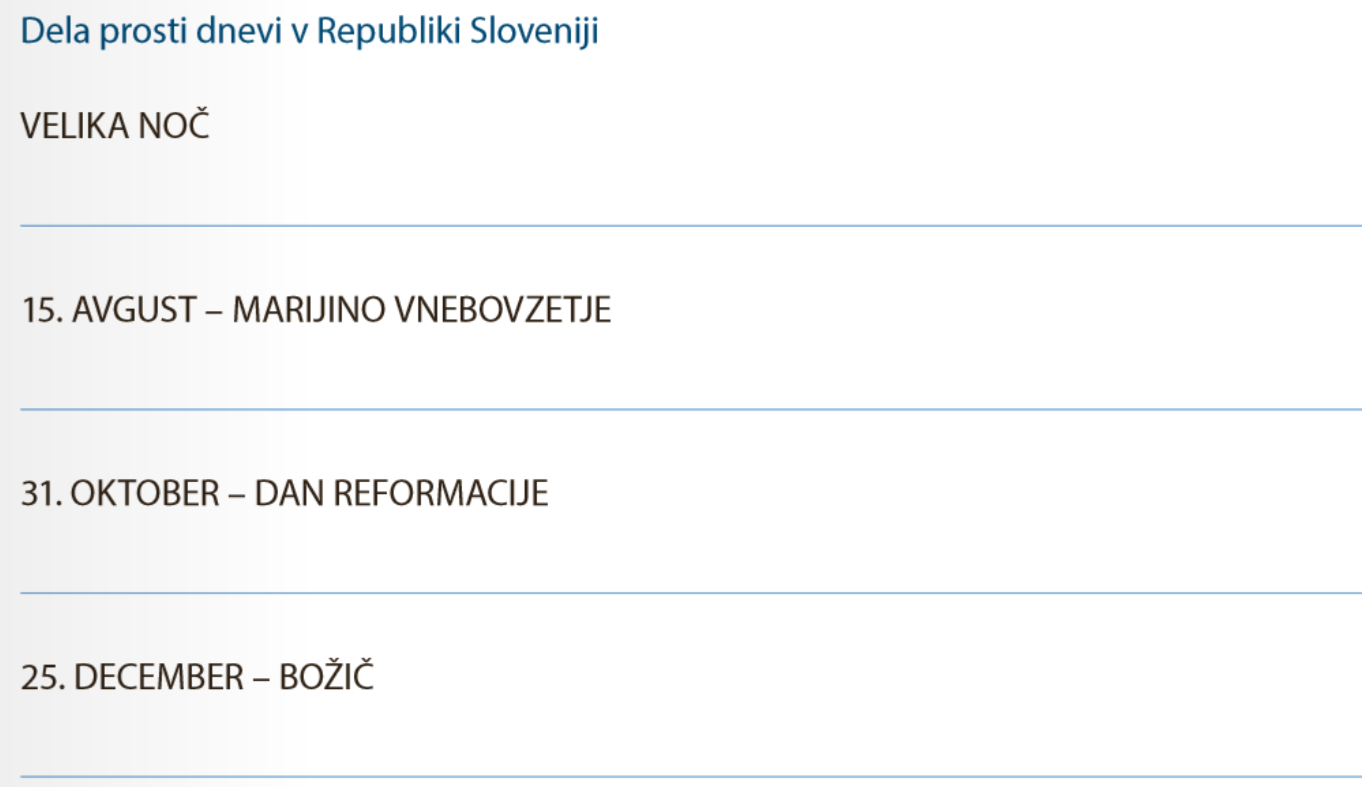 Dela prosti dnevi v Republiki Sloveniji
VELIKA NOČ
15. AVGUST – MARIJINO VNEBOVZETJE
31. OKTOBER – DAN REFORMACIJE
25. DECEMBER – BOŽIČ